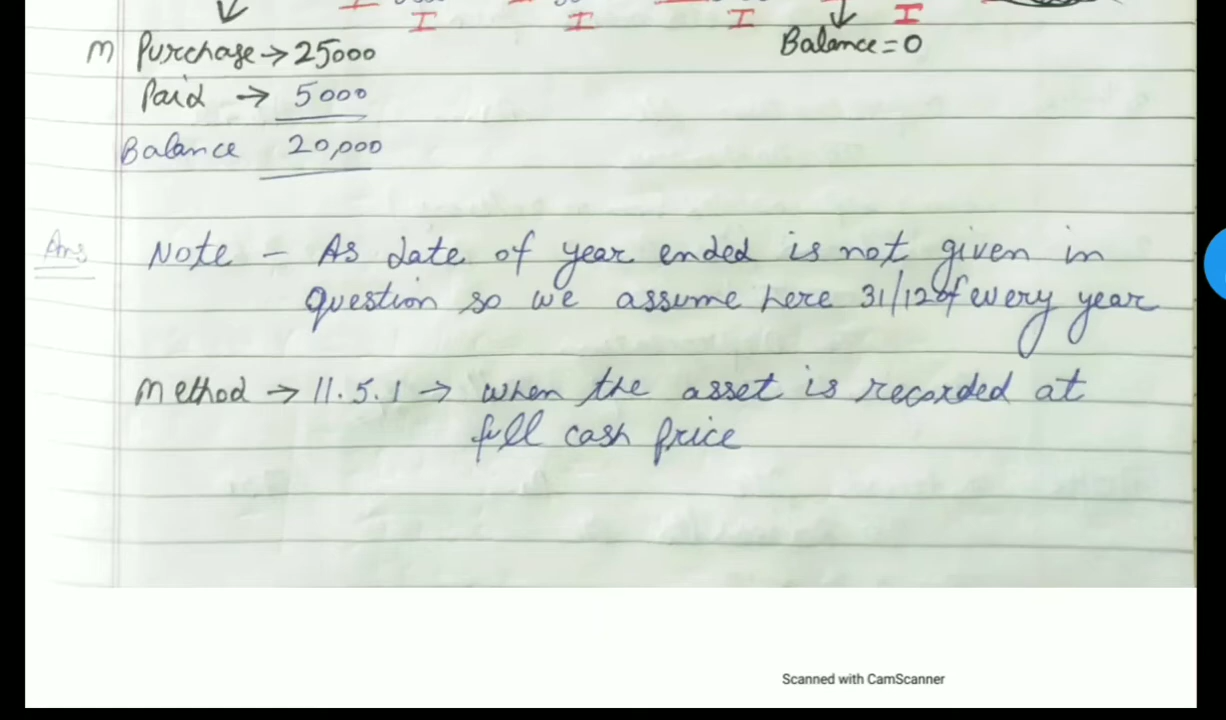 I I I I
M Purchase → 25000
Balance = 0
Paid → 5000
Balance 20,000
Ans Note – As date of year ended is not given in
question so we assume here 31/12 of every year
Method → 11.5.1 → when the asset is recorded at
full cash price
Scanned with CamScanner